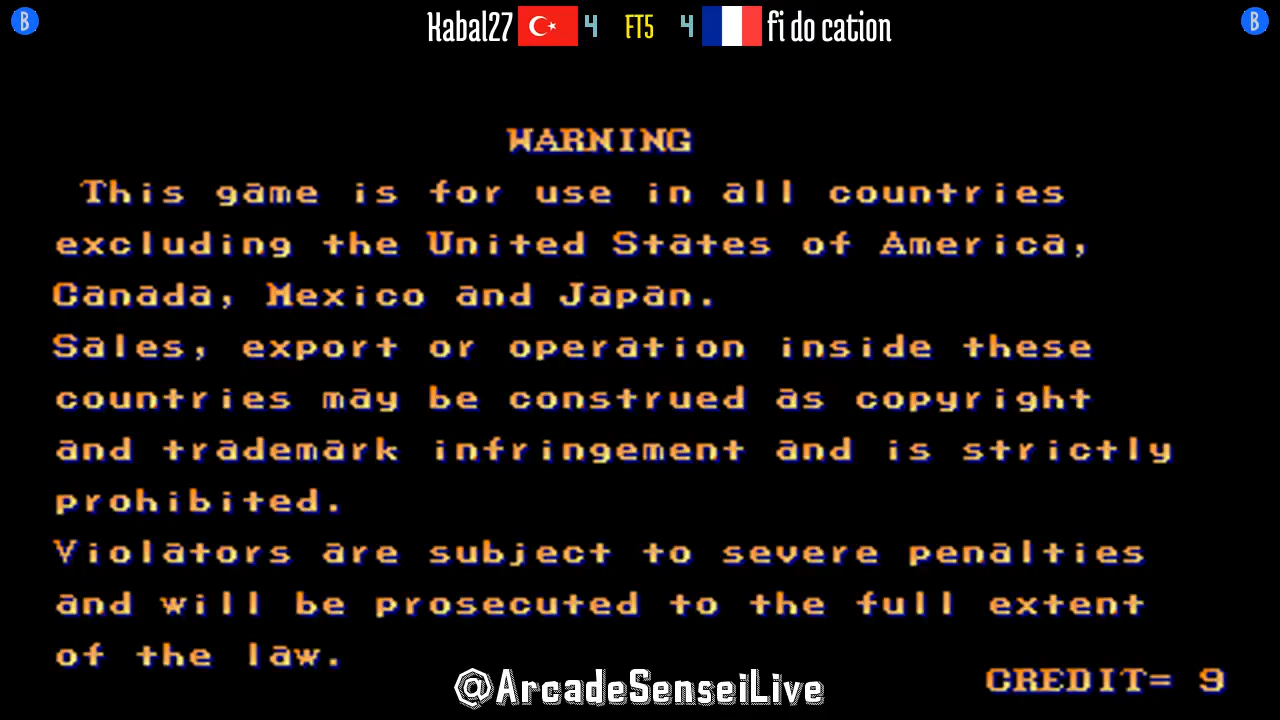 B Kabal27 4 FT5 4 fi do cation B
WARNING
This game is for use in all countries
excluding the United States of America,
Canada, Mexico and Japan.
Sales, export or operation inside these
countries may be construed as copyright
and trademark infringement and is strictly
prohibited.
Violators are subject to severe penalties
and will be prosecuted to the full extent
of the law.
@ArcadeSenseiLive
CREDIT= 9